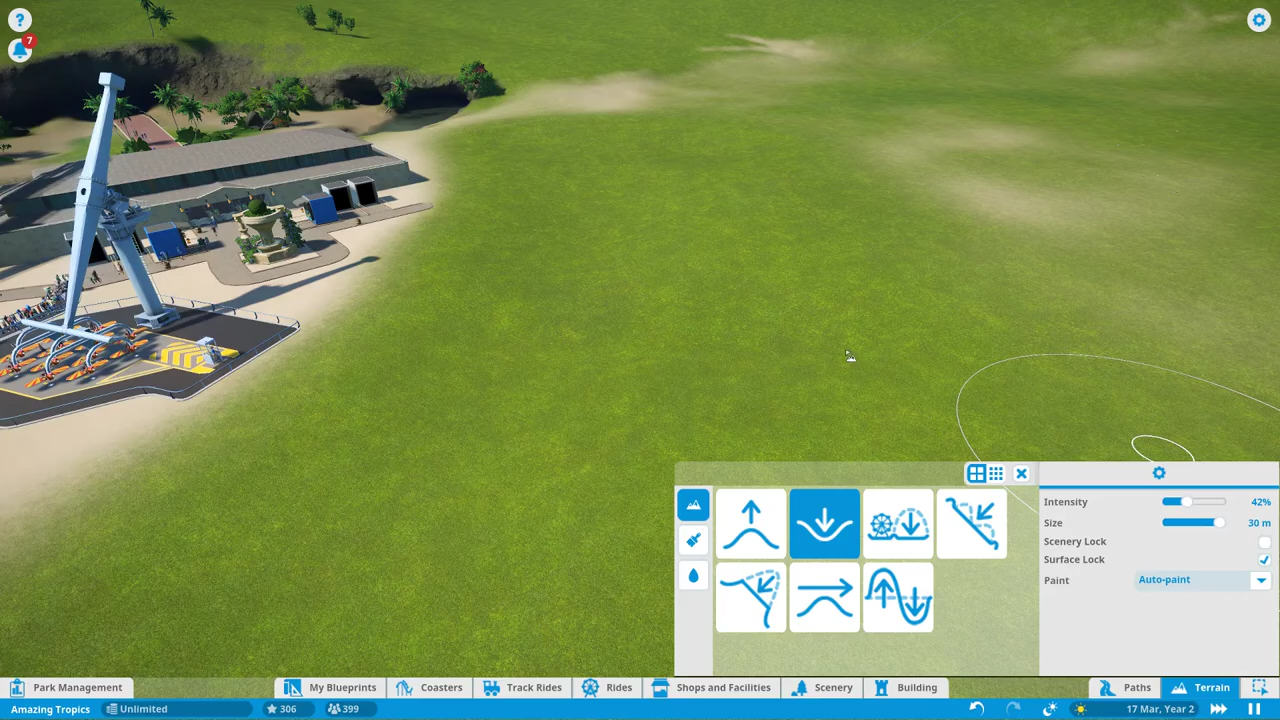 ?
7
Intensity 42%
Size 30 m
Scenery Lock
Surface Lock
Paint Auto-paint
Park Management My Blueprints Coasters Track Rides Rides Shops and Facilities Scenery Building Paths Terrain
Amazing Tropics Unlimited 306 399 17 Mar, Year 2